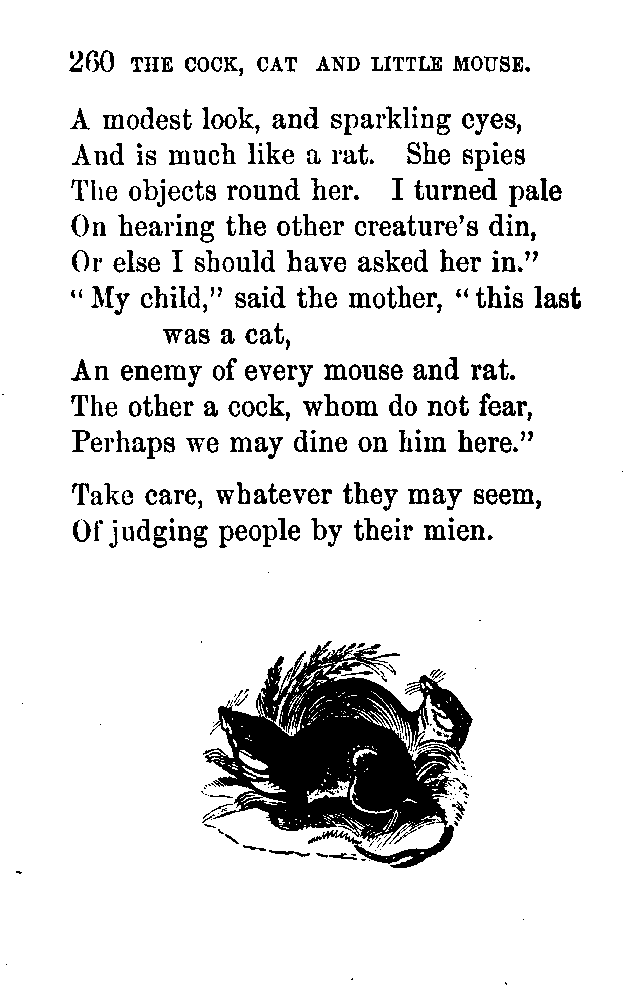 260 THE COCK, CAT AND LITTLE MOUSE.
A modest look, and sparkling eyes,
And is much like a rat. She spies
The objects round her. I turned pale
On hearing the other creature's din,
Or else I should have asked her in."
"My child," said the mother, "this last
was a cat,
An enemy of every mouse and rat.
The other a cock, whom do not fear,
Perhaps we may dine on him here."
Take care, whatever they may seem,
Of judging people by their mien.